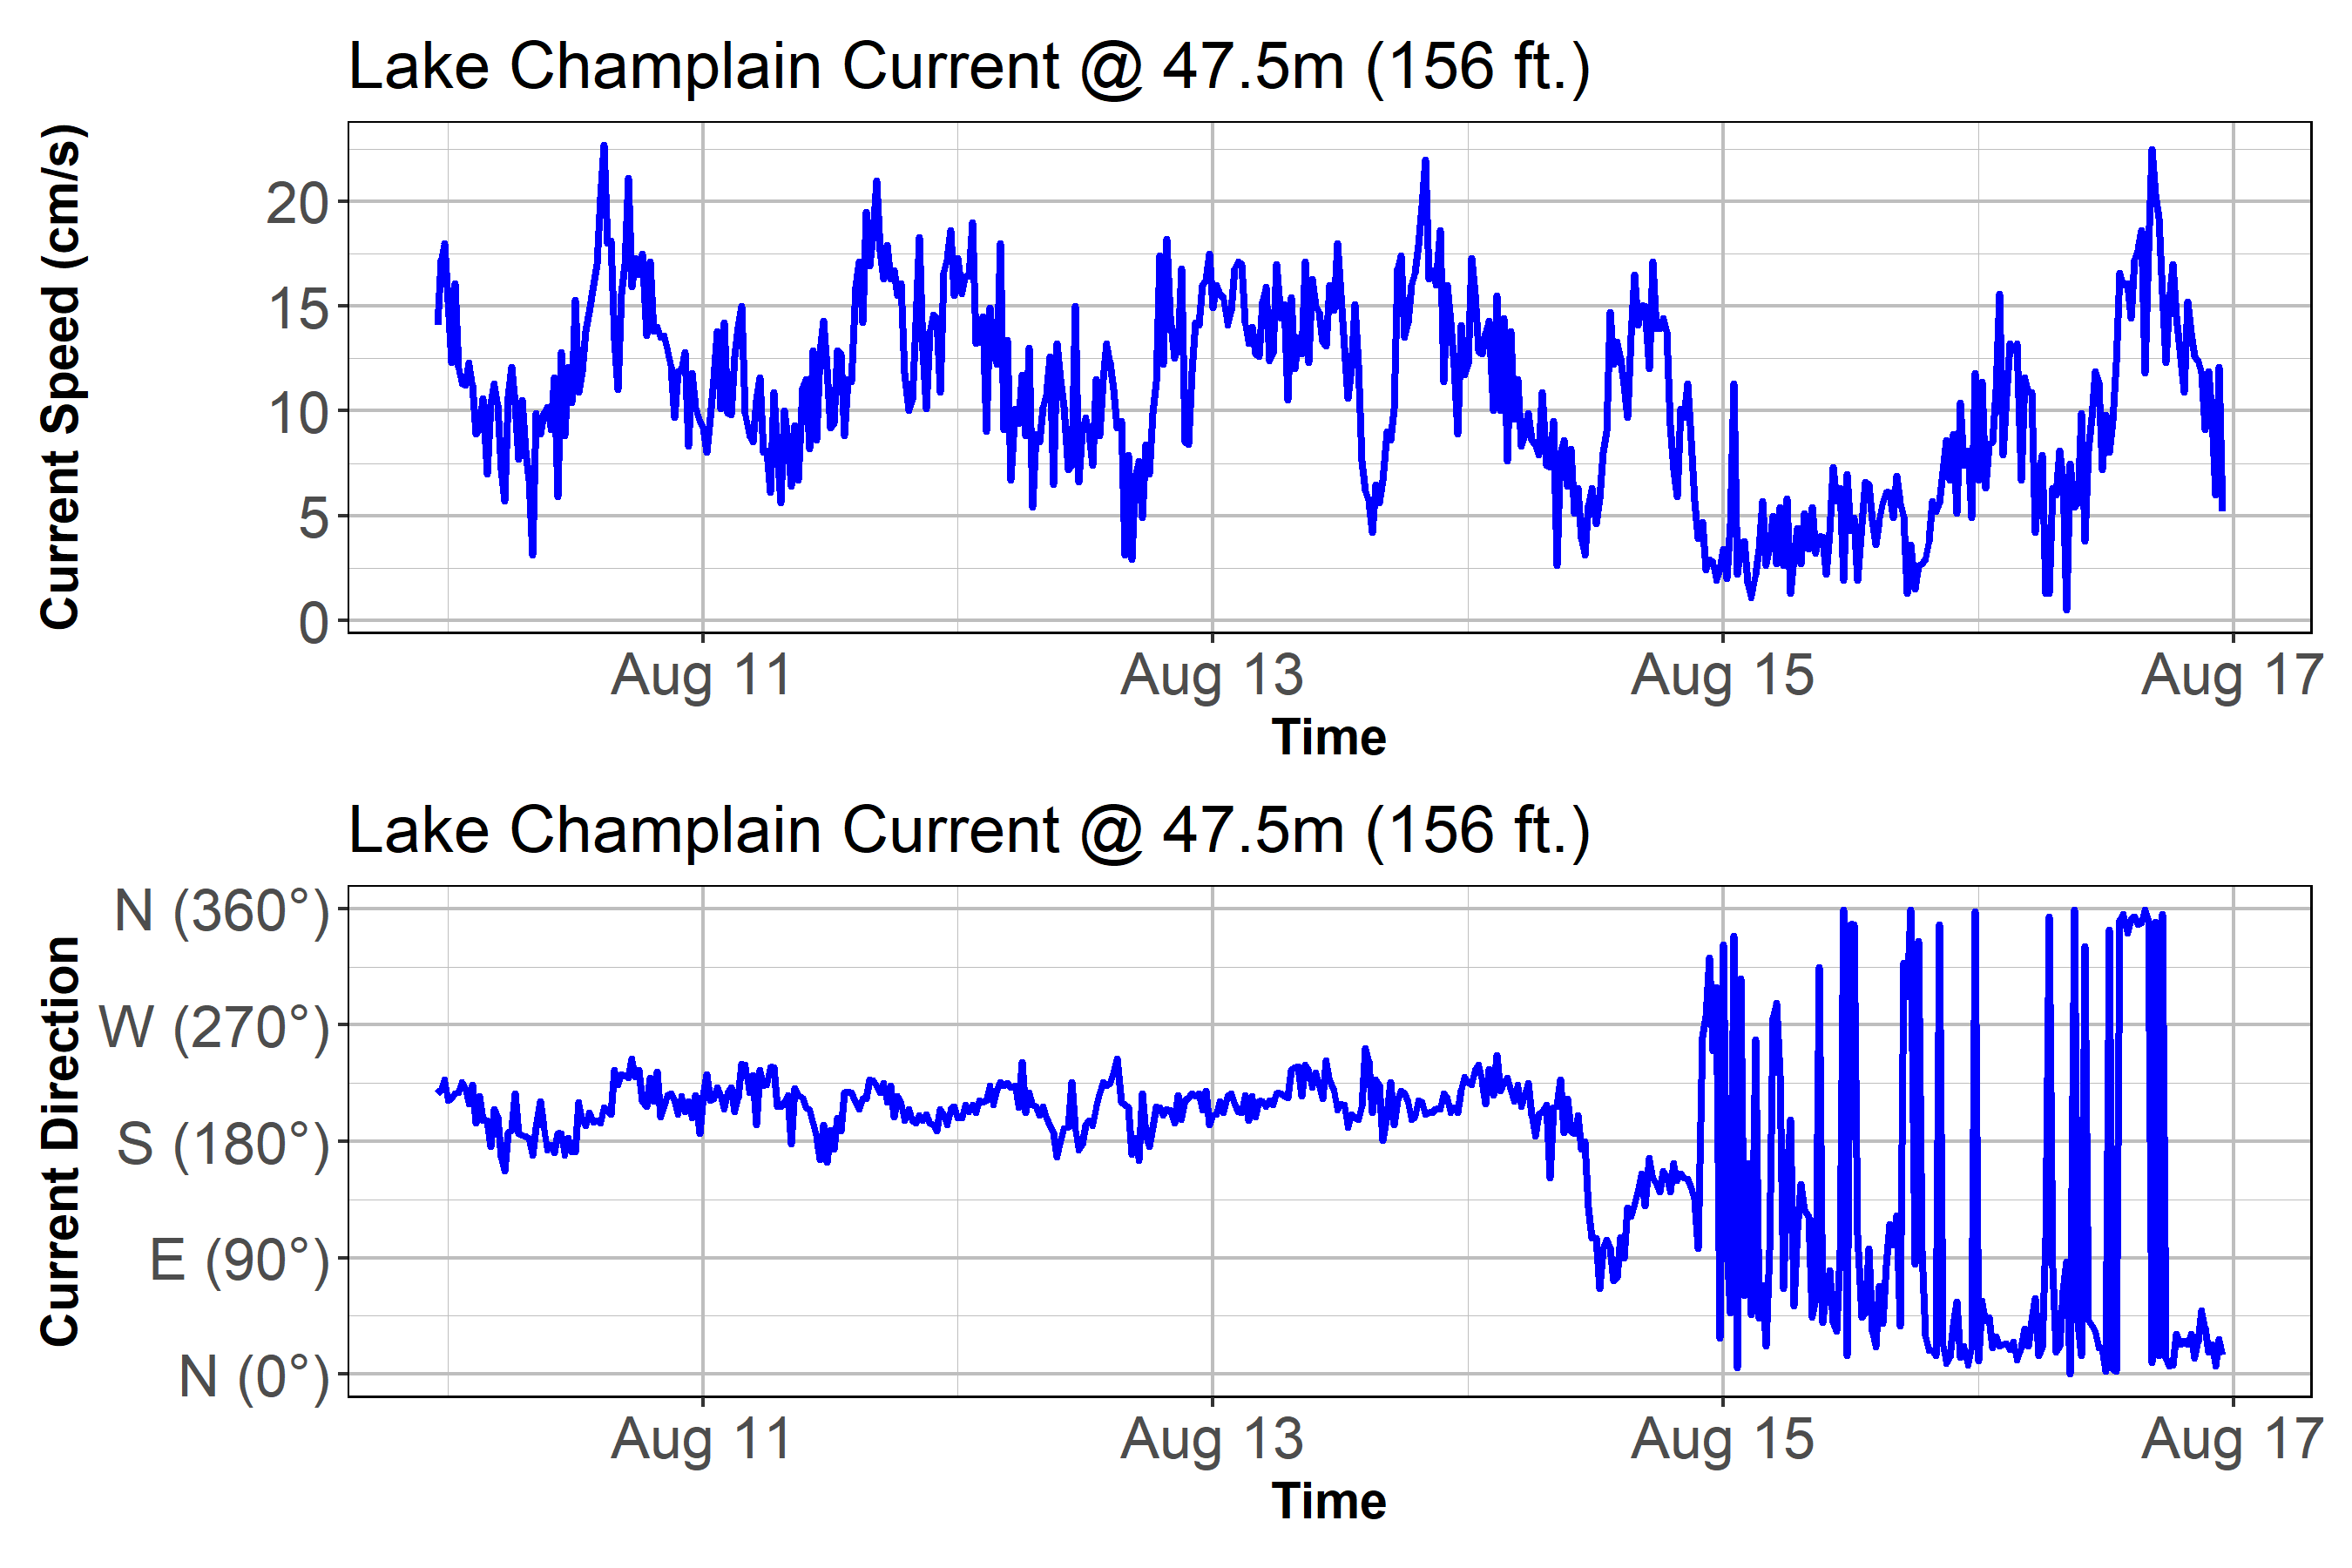 Lake Champlain Current @ 47.5m (156 ft.)
Current Speed (cm/s)
20
15
10
5
0
Aug 11 Aug 13 Aug 15 Aug 17
Time
Lake Champlain Current @ 47.5m (156 ft.)
Current Direction
N (360°)
W (270°)
S (180°)
E (90°)
N (0°)
Aug 11 Aug 13 Aug 15 Aug 17
Time